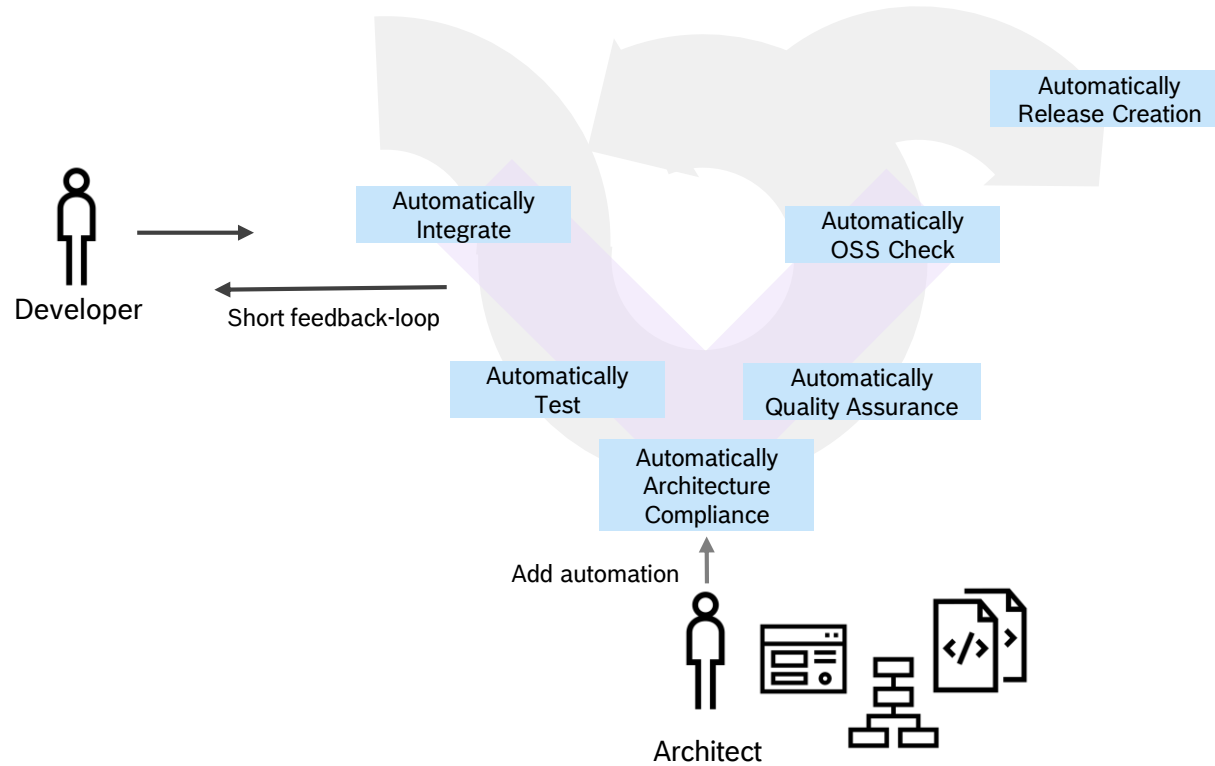 Automatically
Release Creation
Automatically
Integrate
Automatically
OSS Check
Developer
Short feedback-loop
Automatically
Test
Automatically
Quality Assurance
Automatically
Architecture
Compliance
Add automation
</>
>
Architect